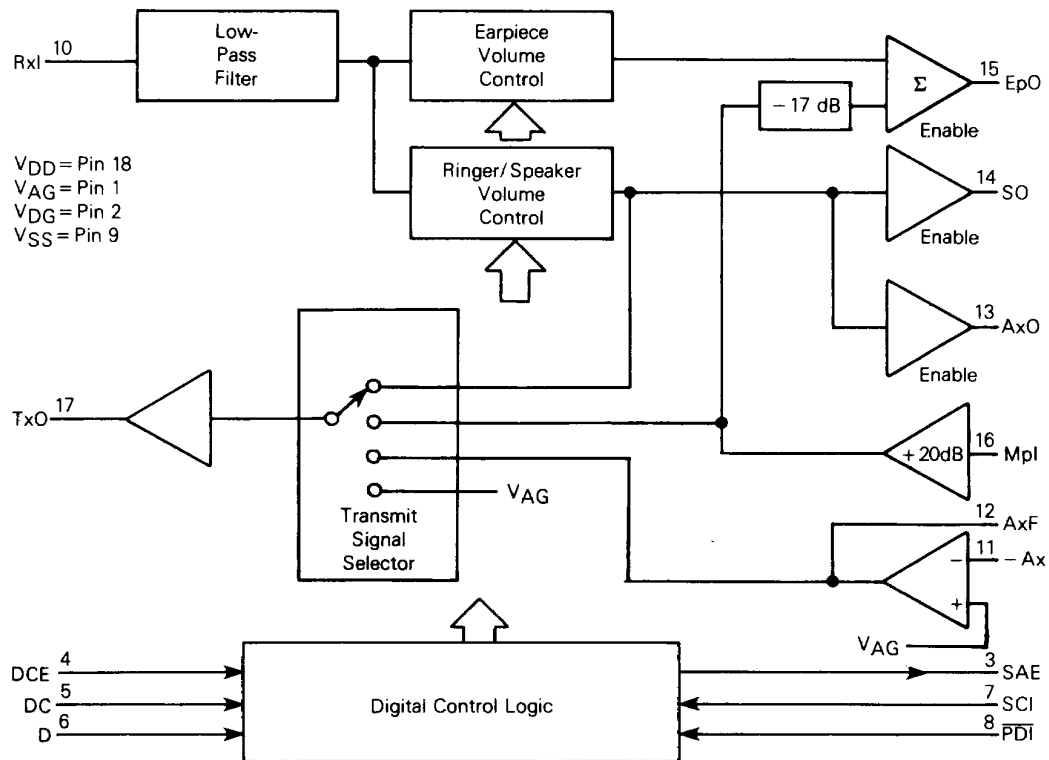 RxI
10
Low-
Pass
Filter
Earpiece
Volume
Control
Σ
15
EpO
− 17 dB
Enable
VDD = Pin 18
VAG = Pin 1
VDG = Pin 2
VSS = Pin 9
Ringer/Speaker
Volume
Control
14
SO
Enable
13
AxO
Enable
TxO
17
+20dB
16
MpI
VAG
Transmit
Signal
Selector
12
AxF
11
− Ax
−
+
VAG
DCE
4
DC
5
D
6
Digital Control Logic
3
SAE
7
SCI
8
P̅D̅I̅